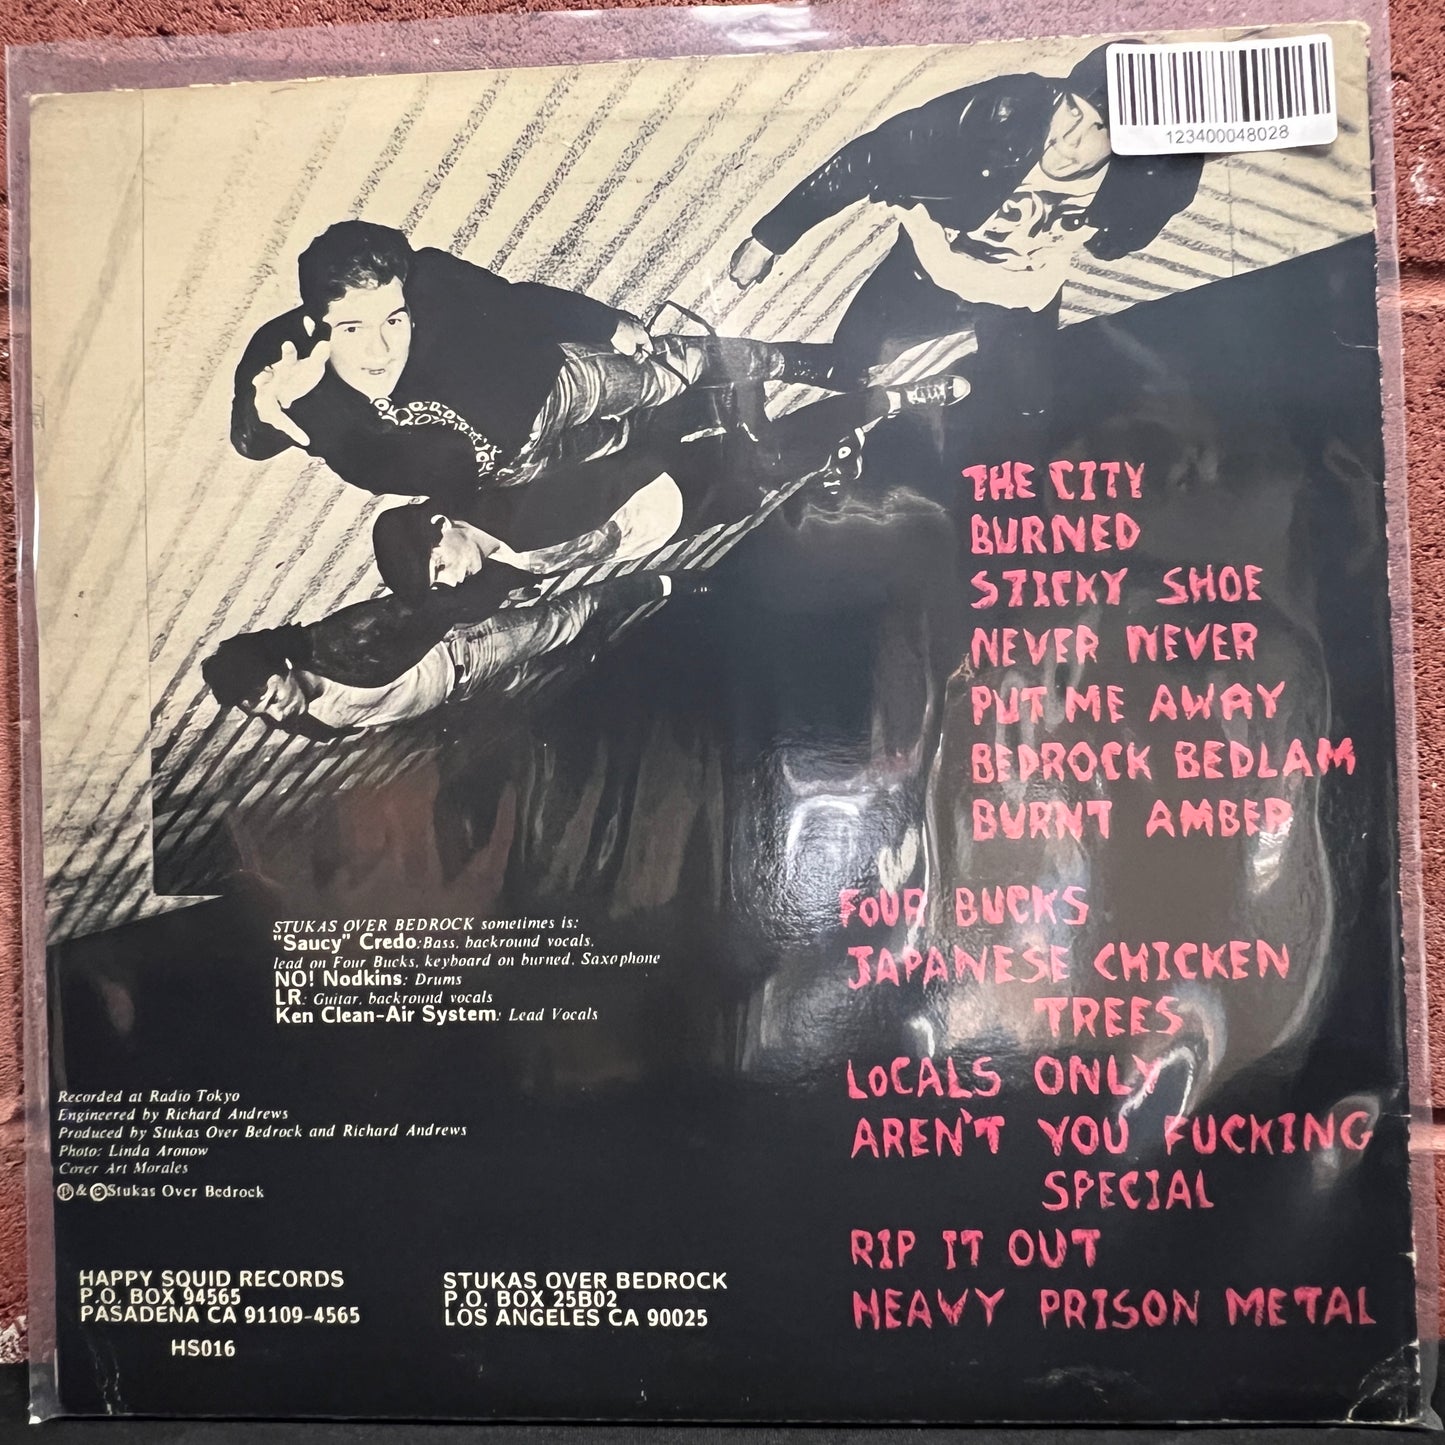 123400048028
THE CITY
BURNED
STICKY SHOE
NEVER NEVER
PUT ME AWAY
BEDROCK BEDLAM
BURNT AMBER
FOUR BUCKS
JAPANESE CHICKEN
TREES
LOCALS ONLY
AREN'T YOU FUCKING
SPECIAL
RIP IT OUT
HEAVY PRISON METAL
STUKAS OVER BEDROCK sometimes is:
"Saucy" Credo: Bass, backround vocals,
lead on Four Bucks, keyboard on burned, Saxophone
NO! Nodkins: Drums
LR: Guitar, backround vocals
Ken Clean-Air System: Lead Vocals
Recorded at Radio Tokyo
Engineered by Richard Andrews
Produced by Stukas Over Bedrock and Richard Andrews
Photo: Linda Aronow
Cover Art Morales
℗ & ©Stukas Over Bedrock
HAPPY SQUID RECORDS
P.O. BOX 94565
PASADENA CA 91109-4565
HS016
STUKAS OVER BEDROCK
P.O. BOX 25B02
LOS ANGELES CA 90025